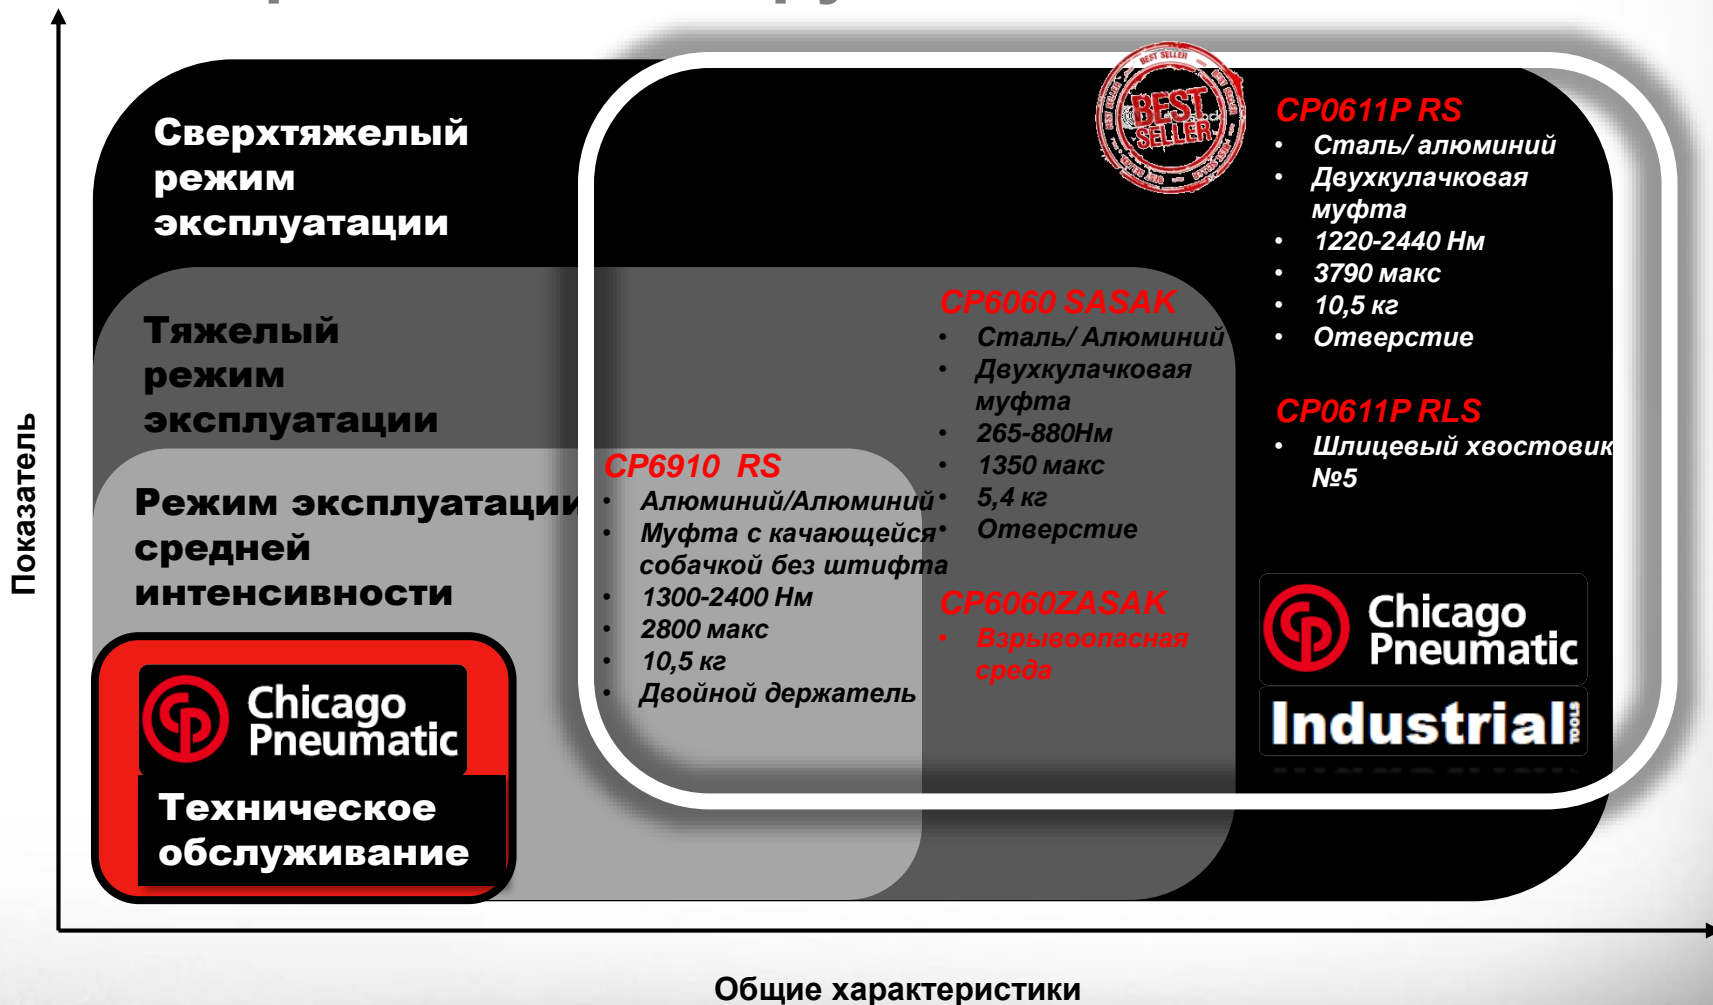 BEST SELLER
BEST
SELLER
Сверхтяжелый
режим
эксплуатации
Тяжелый
режим
эксплуатации
Режим эксплуатации
средней
интенсивности
Chicago
Pneumatic
Техническое
обслуживание
CP6910 RS
• Алюминий/Алюминий
• Муфта с качающейся
собачкой без штифта
• 1300-2400 Нм
• 2800 макс
• 10,5 кг
• Двойной держатель
CP6060 SASAK
• Сталь/ Алюминий
• Двухкулачковая
муфта
• 265-880Нм
• 1350 макс
• 5,4 кг
• Отверстие
CP6060ZASAK
• Взрывоопасная
среда
CP0611P RS
• Сталь/ алюминий
• Двухкулачковая
муфта
• 1220-2440 Нм
• 3790 макс
• 10,5 кг
• Отверстие
CP0611P RLS
• Шлицевый хвостовик
№5
Chicago
Pneumatic
Industrial TOOLS
Показатель
Общие характеристики